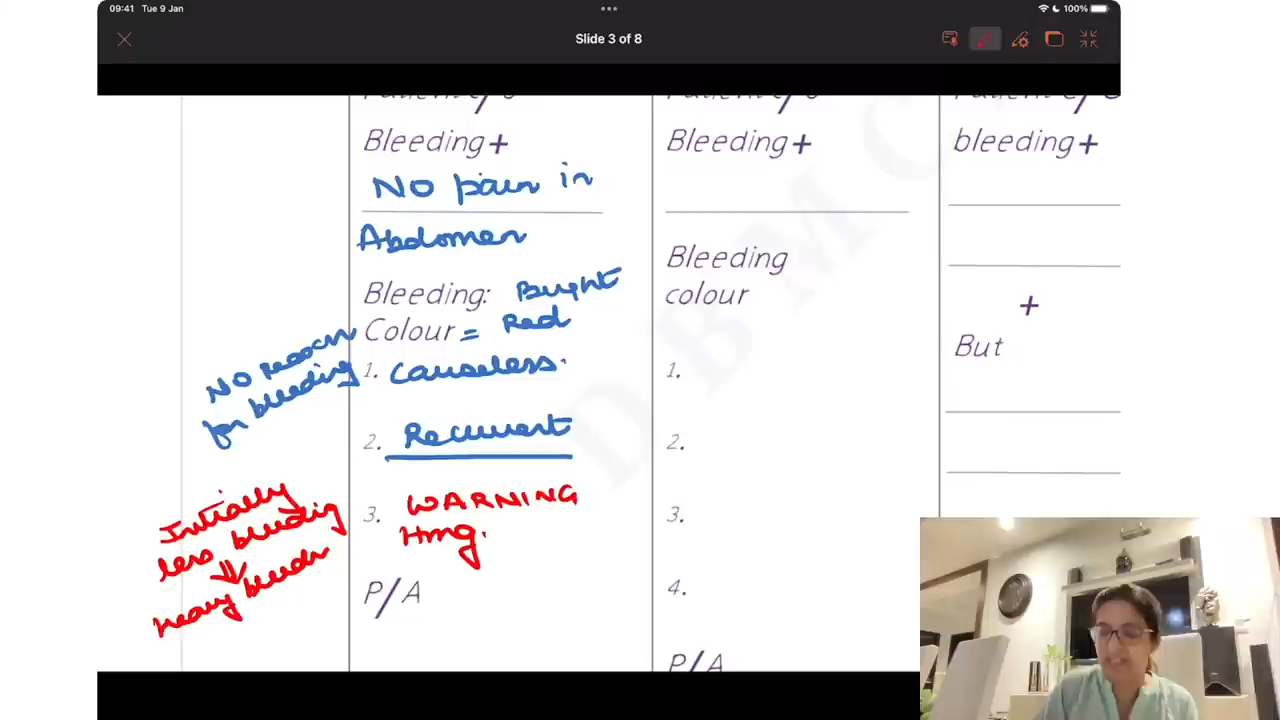 09:41 Tue 9 Jan
100%
Slide 3 of 8
Bleeding +
NO pain in
Abdomen
Bleeding: Bright
Colour = Red
NO reason
for bleeding
1. Causeless.
2. Recurrent
3. WARNING
Hmg.
Initially
less bleeding
heavy bleeds
P/A
Bleeding +
Bleeding
colour
1.
2.
3.
4.
P/A
bleeding +
+
But
DBMC